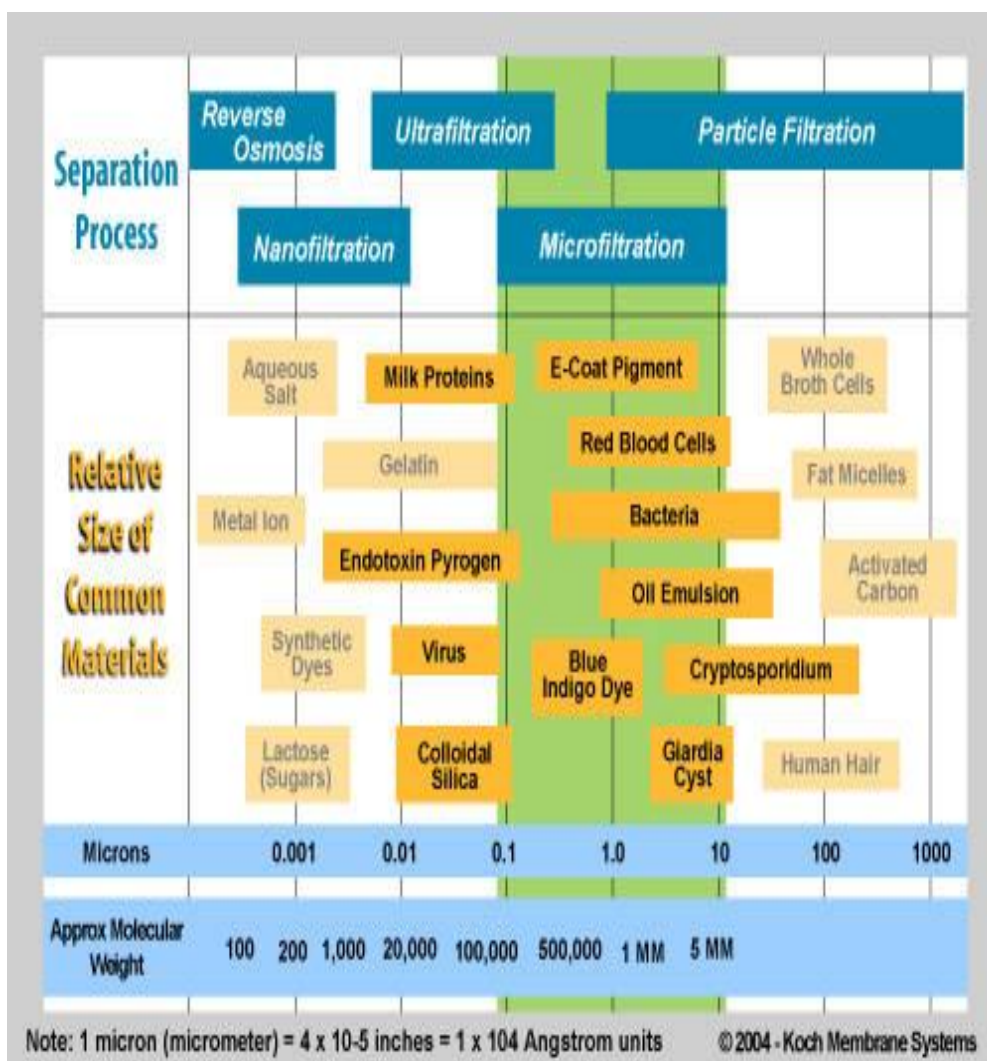 Separation
Process
Reverse
Osmosis
Ultrafiltration
Particle Filtration
Nanofiltration
Microfiltration
Relative
Size of
Common
Materials
Aqueous
Salt
Milk Proteins
E-Coat Pigment
Whole
Broth Cells
Gelatin
Red Blood Cells
Fat Micelles
Metal Ion
Bacteria
Endotoxin Pyrogen
Oil Emulsion
Activated
Carbon
Synthetic
Dyes
Virus
Blue
Indigo Dye
Cryptosporidium
Lactose
(Sugars)
Colloidal
Silica
Giardia
Cyst
Human Hair
Microns 0.001 0.01 0.1 1.0 10 100 1000
Approx Molecular
Weight
100 200 1,000 20,000 100,000 500,000 1 MM 5 MM
Note: 1 micron (micrometer) = 4 x 10-5 inches = 1 x 104 Angstrom units ©2004 - Koch Membrane Systems